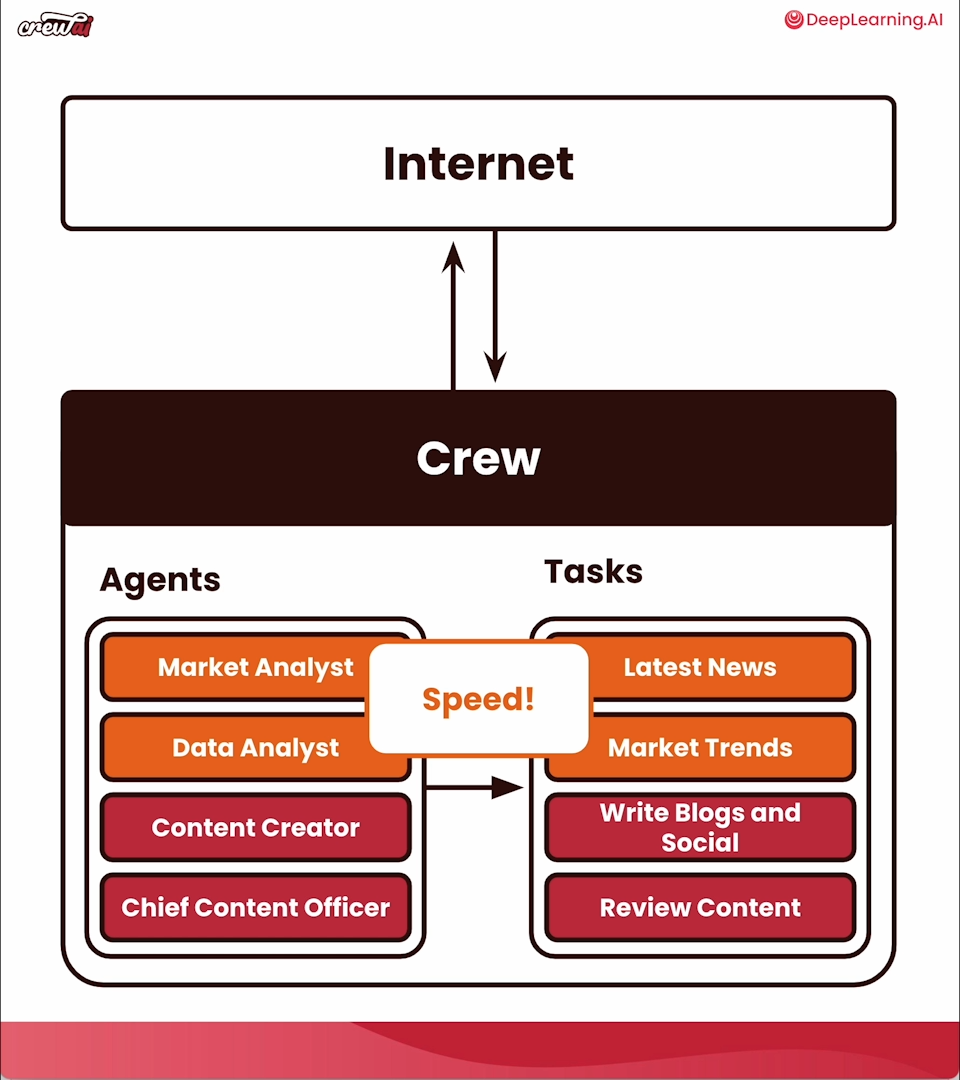 crewai
DeepLearning.AI
Internet
Crew
Agents
Tasks
Market Analyst
Data Analyst
Content Creator
Chief Content Officer
Speed!
Latest News
Market Trends
Write Blogs and
Social
Review Content